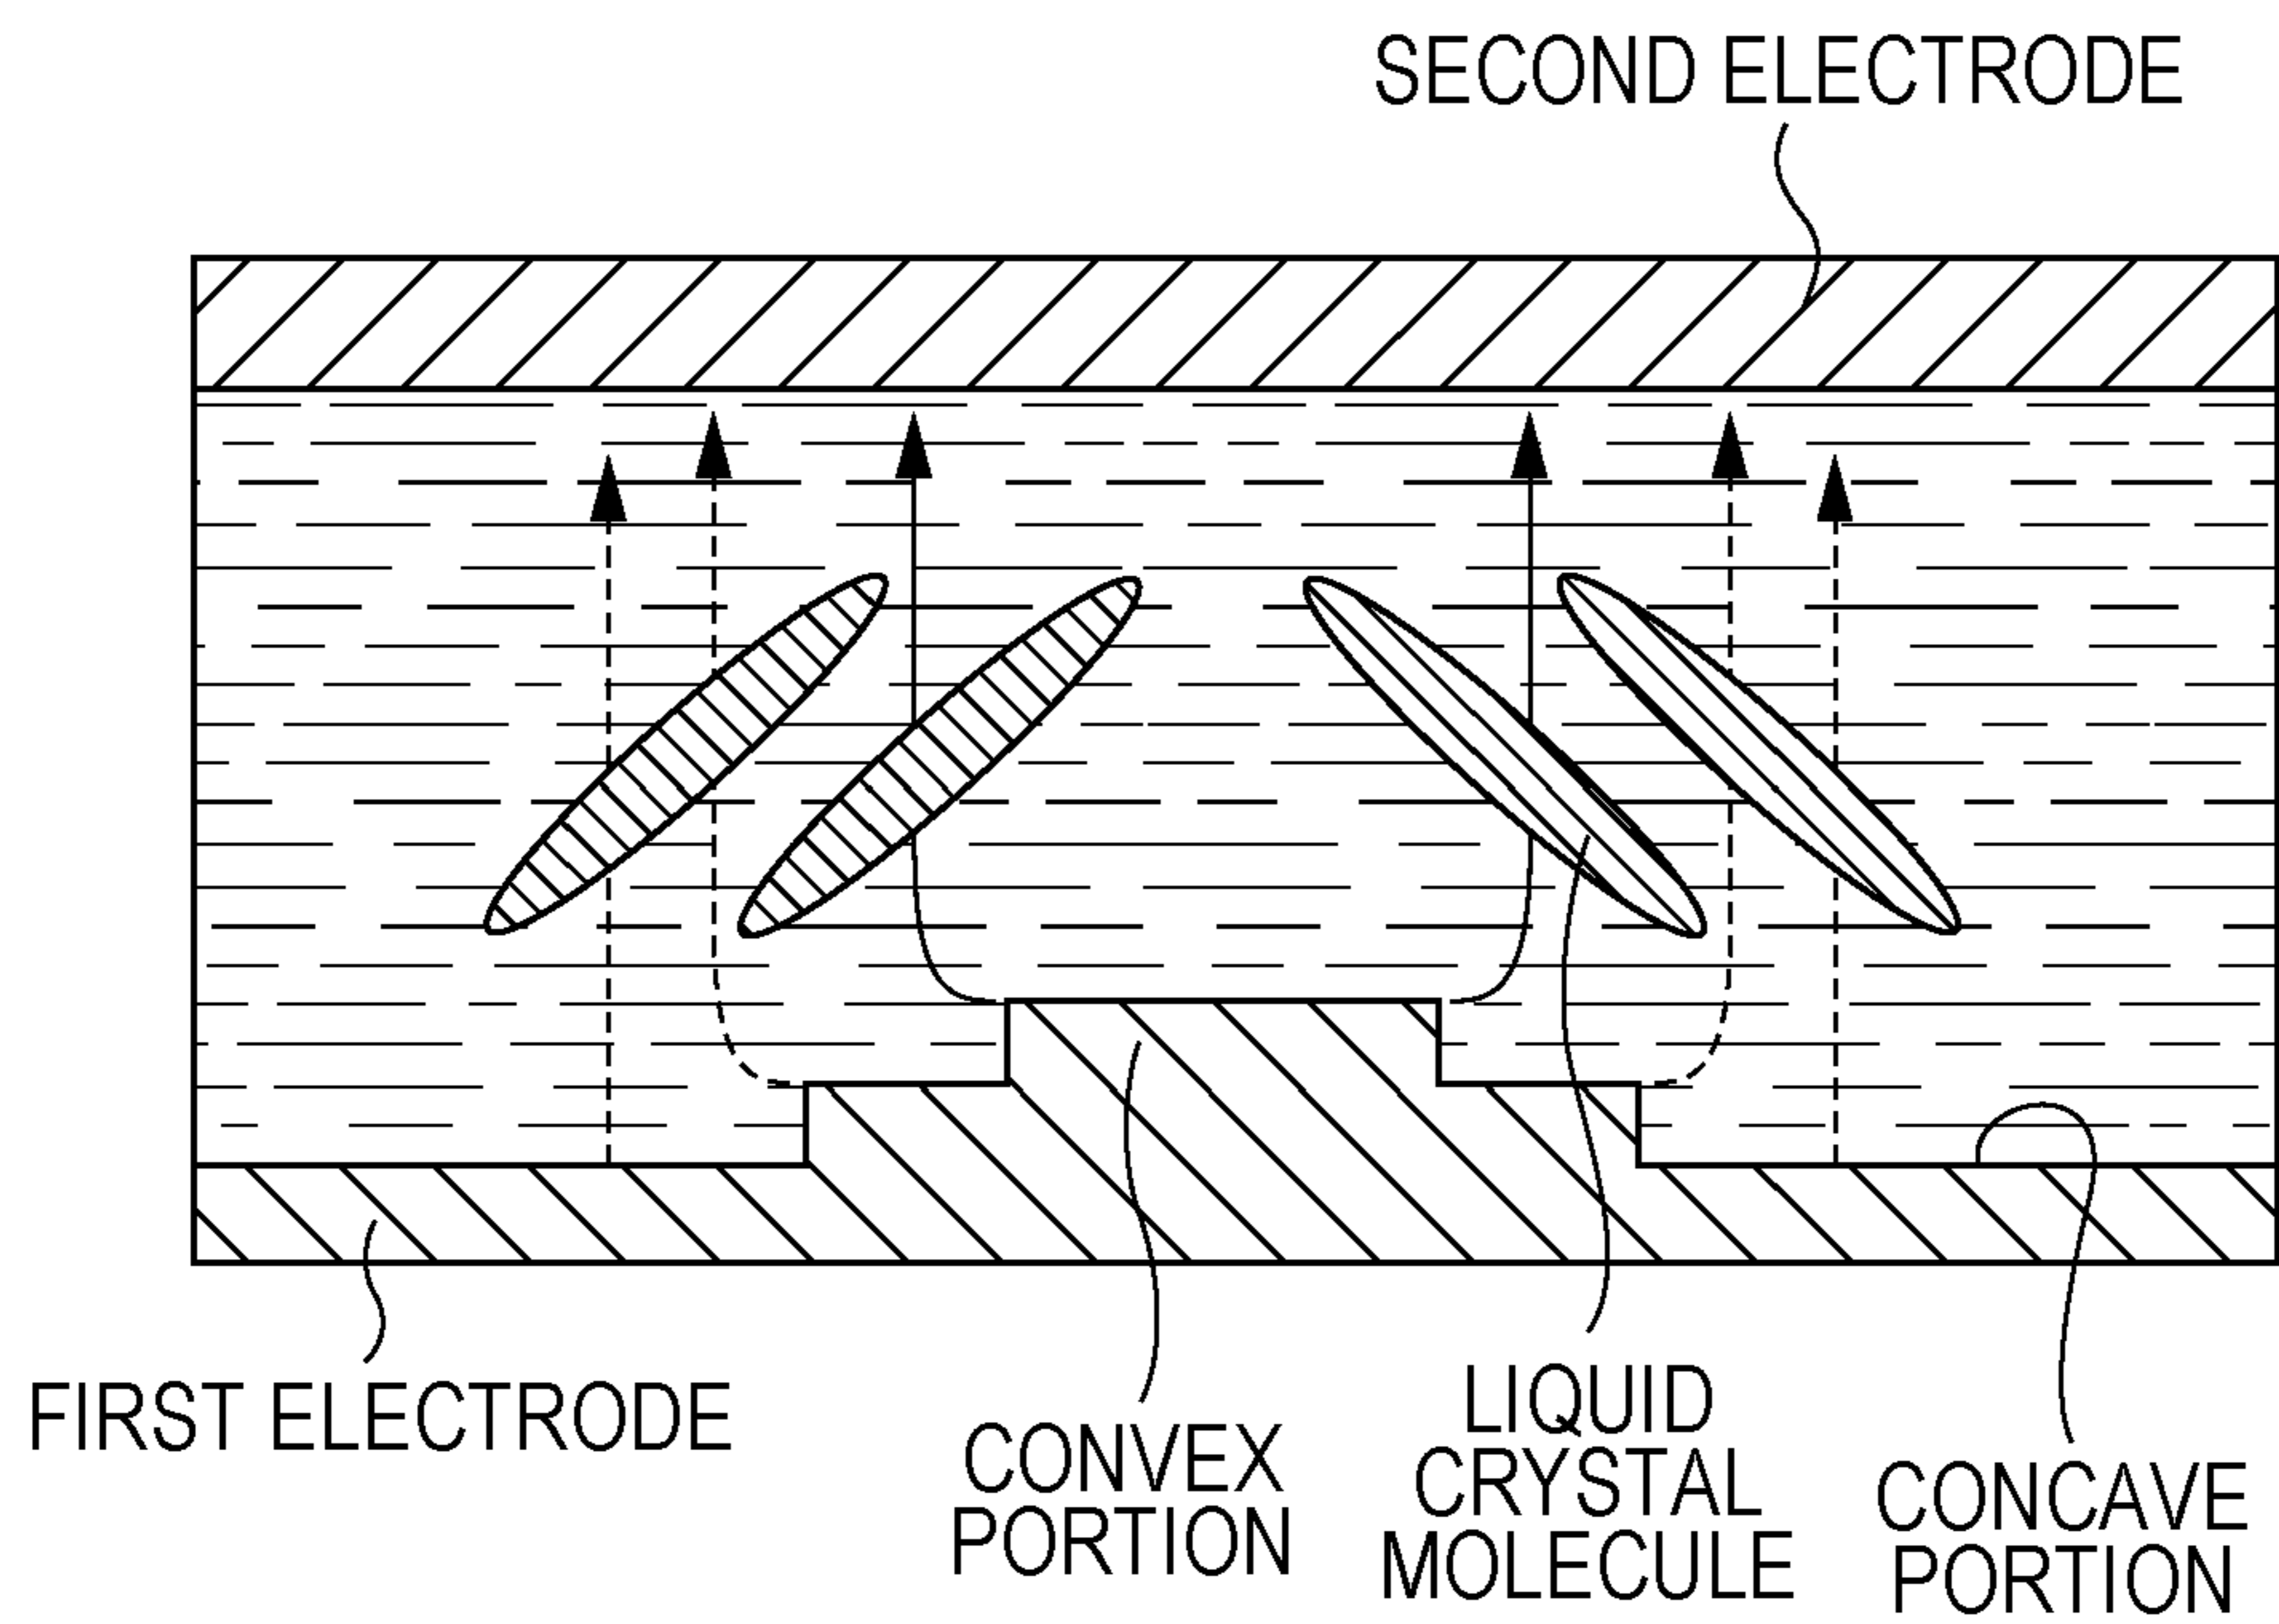 SECOND ELECTRODE
FIRST ELECTRODE
CONVEX
PORTION
LIQUID
CRYSTAL
MOLECULE
CONCAVE
PORTION